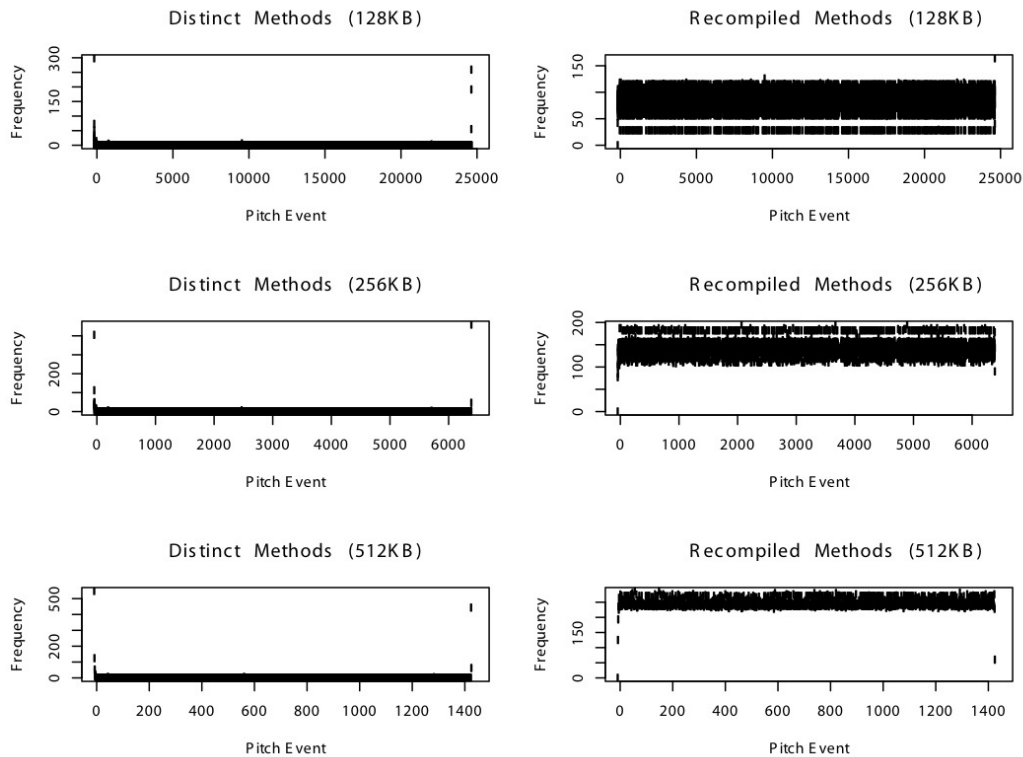 Distinct Methods (128KB)
Frequency
0 150 300
0 5000 10000 15000 20000 25000
Pitch Event
Recompiled Methods (128KB)
Frequency
0 50 150
0 5000 10000 15000 20000 25000
Pitch Event
Distinct Methods (256KB)
Frequency
0 200
0 1000 2000 3000 4000 5000 6000
Pitch Event
Recompiled Methods (256KB)
Frequency
0 100 200
0 1000 2000 3000 4000 5000 6000
Pitch Event
Distinct Methods (512KB)
Frequency
0 200 500
0 200 400 600 800 1000 1200 1400
Pitch Event
Recompiled Methods (512KB)
Frequency
0 150
0 200 400 600 800 1000 1200 1400
Pitch Event